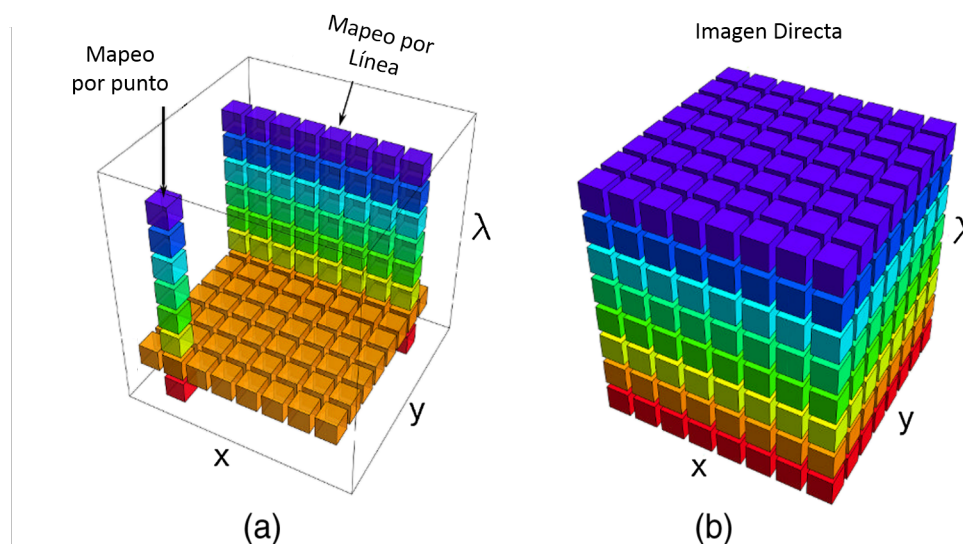 Mapeo
por punto
Mapeo por
Línea
λ
y
x
(a)
Imagen Directa
λ
y
x
(b)